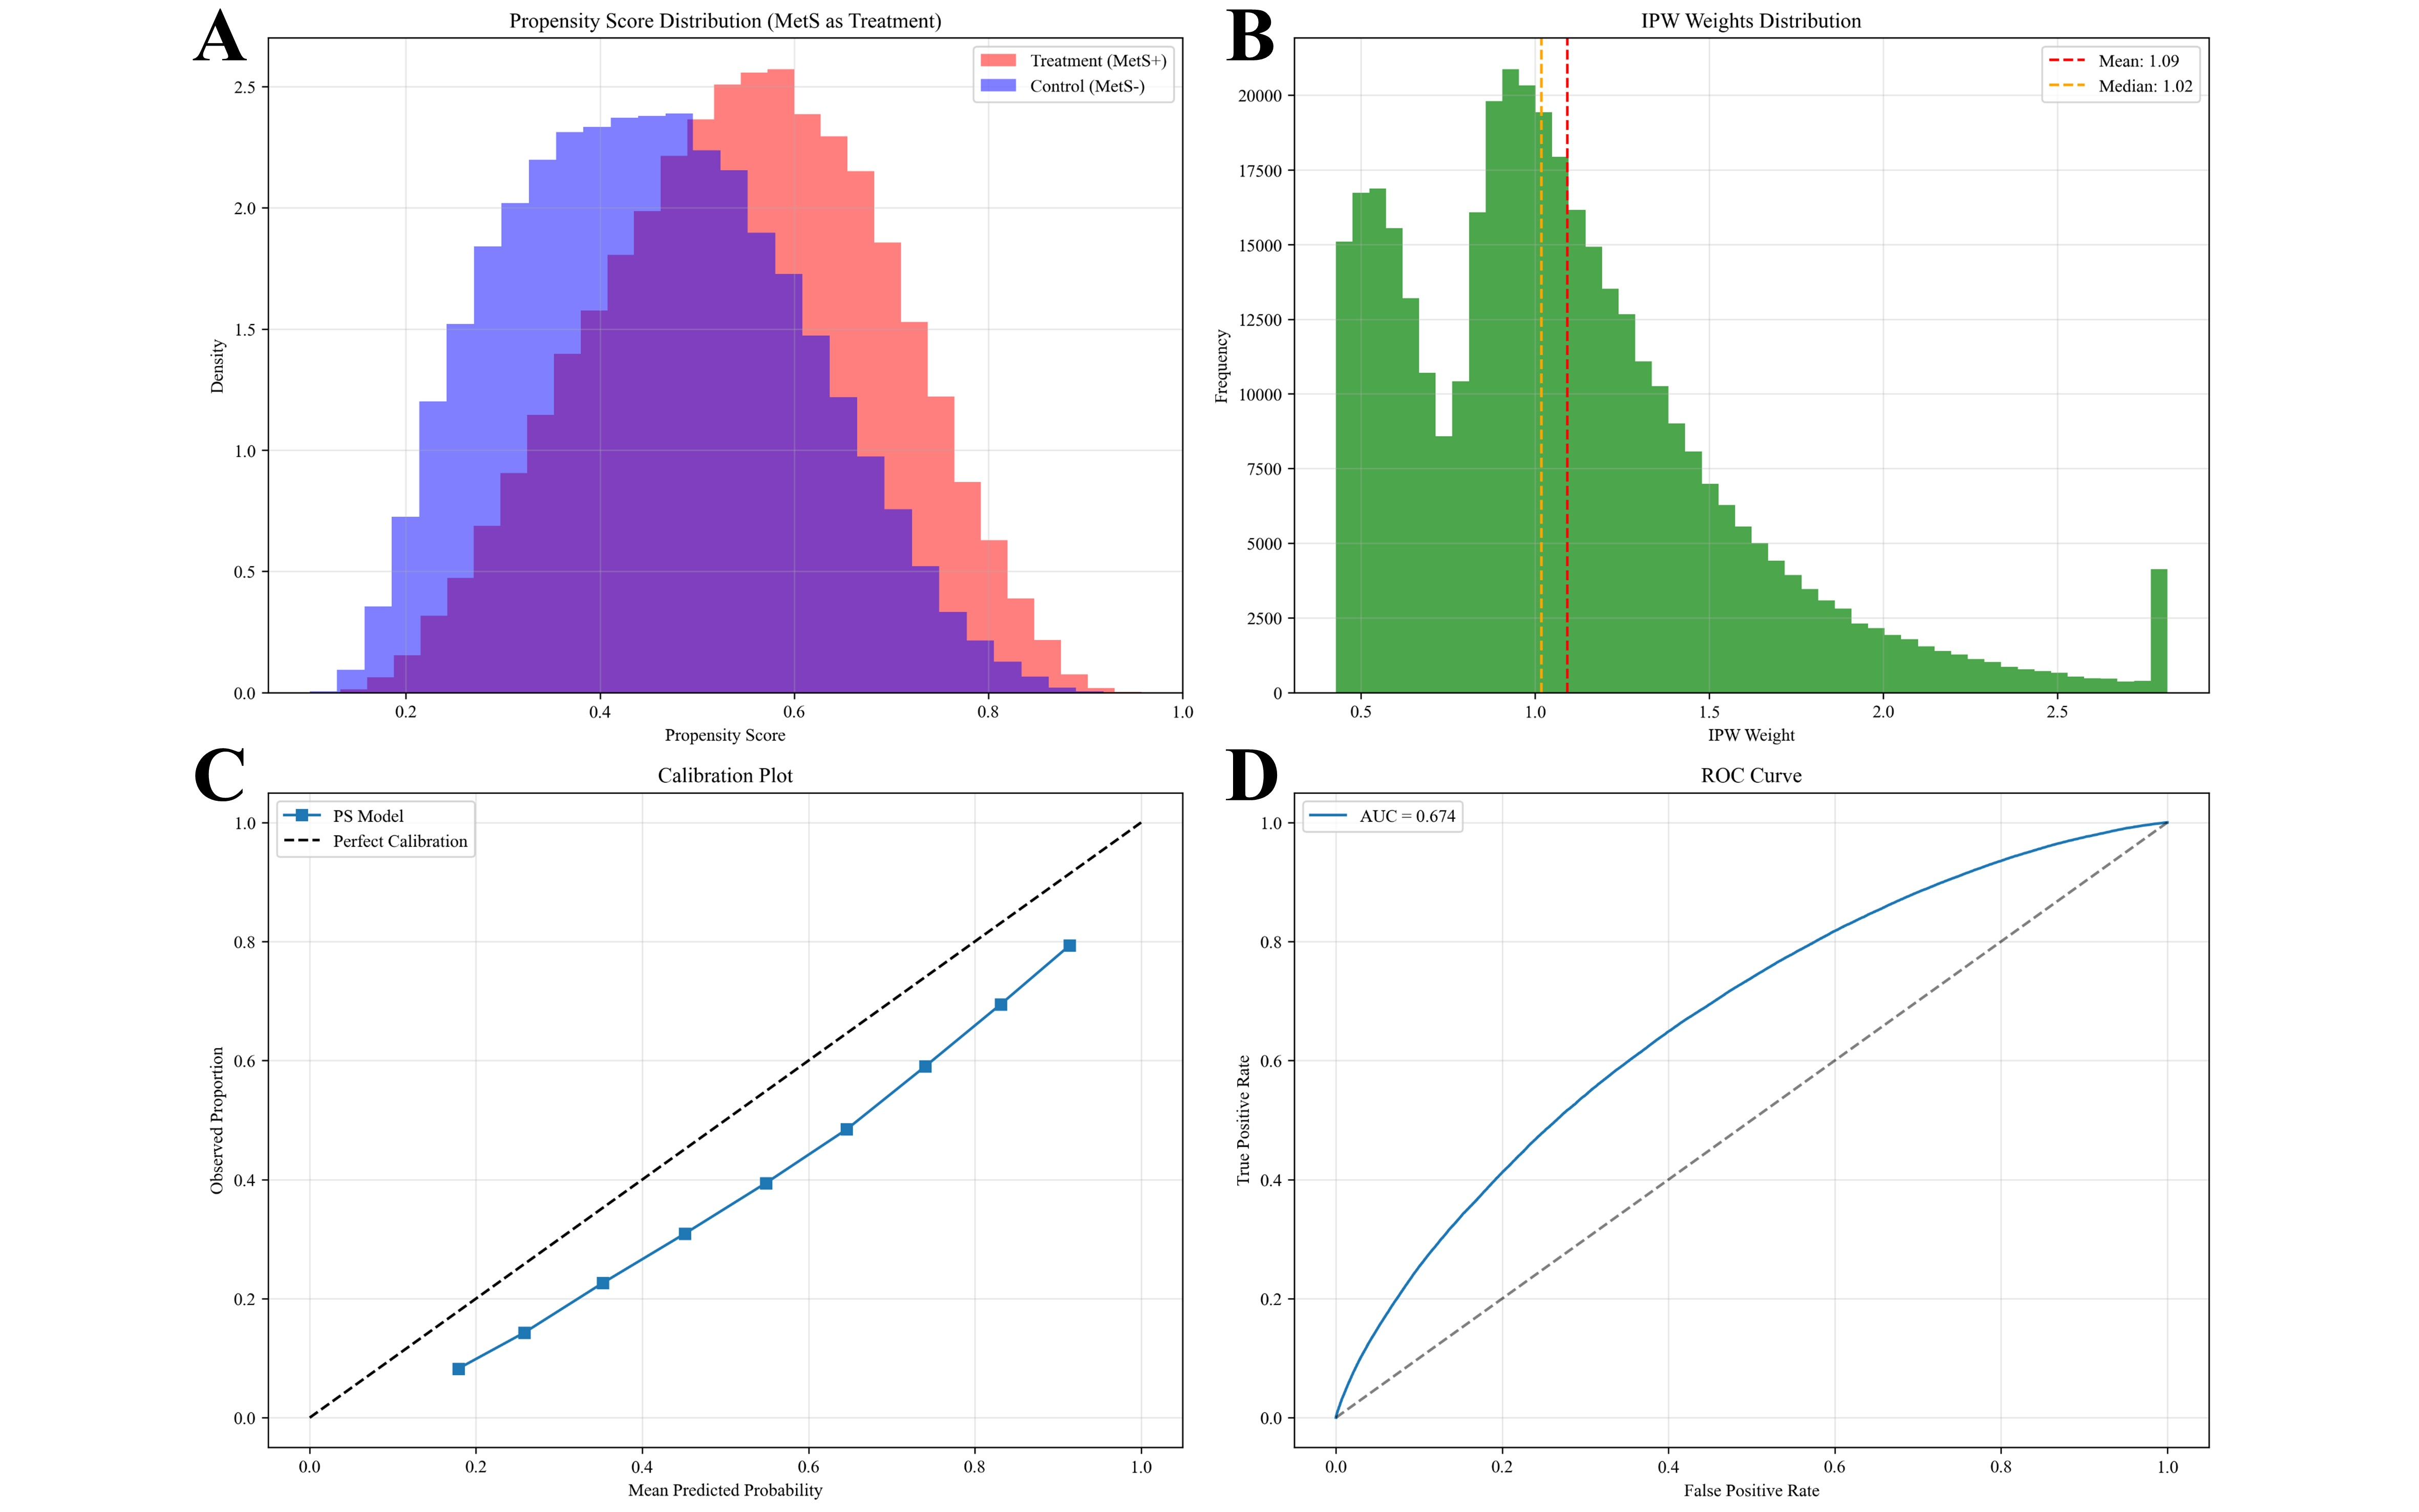 A
Propensity Score Distribution (MetS as Treatment)
Treatment (MetS+)
Control (MetS-)
Density
2.5
2.0
1.5
1.0
0.5
0.0
0.2 0.4 0.6 0.8 1.0
Propensity Score
B
IPW Weights Distribution
Mean: 1.09
Median: 1.02
Frequency
20000
17500
15000
12500
10000
7500
5000
2500
0
0.5 1.0 1.5 2.0 2.5
IPW Weight
C
Calibration Plot
PS Model
Perfect Calibration
Observed Proportion
1.0
0.8
0.6
0.4
0.2
0.0
0.0 0.2 0.4 0.6 0.8 1.0
Mean Predicted Probability
D
ROC Curve
AUC = 0.674
True Positive Rate
1.0
0.8
0.6
0.4
0.2
0.0
0.0 0.2 0.4 0.6 0.8 1.0
False Positive Rate